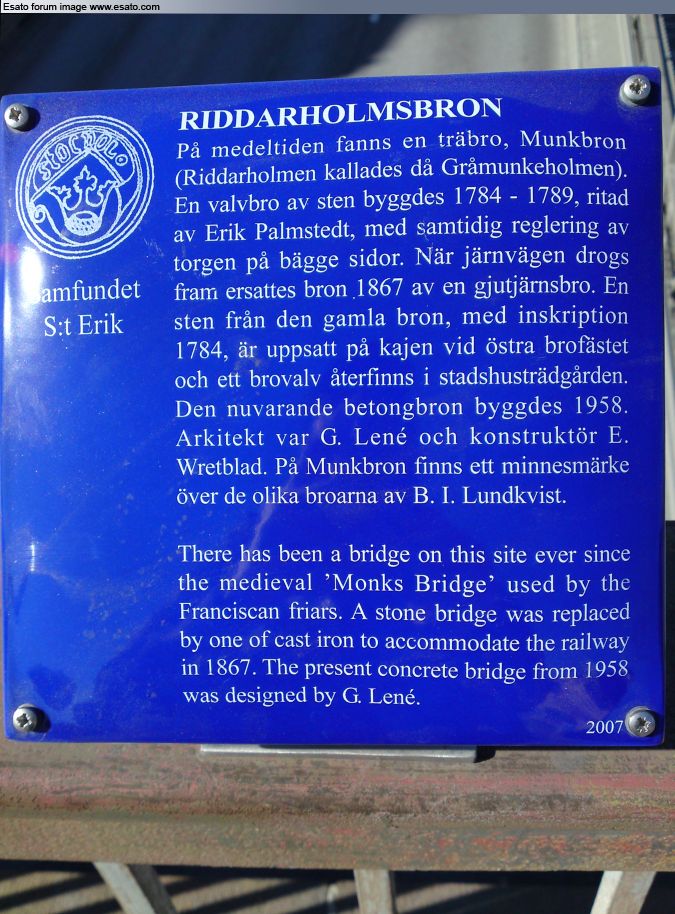 Esato forum image www.esato.com
RIDDARHOLMSBRON
På medeltiden fanns en träbro, Munkbron
(Riddarholmen kallades då Gråmunkeholmen).
En valvbro av sten byggdes 1784 - 1789, ritad
av Erik Palmstedt, med samtidig reglering av
torgen på bägge sidor. När järnvägen drogs
fram ersattes bron 1867 av en gjutjärnsbro. En
sten från den gamla bron, med inskription
1784, är uppsatt på kajen vid östra brofästet
och ett brovalv återfinns i stadshusträdgården.
Den nuvarande betongbron byggdes 1958.
Arkitekt var G. Lené och konstruktör E.
Wretblad. På Munkbron finns ett minnesmärke
över de olika broarna av B. I. Lundkvist.
There has been a bridge on this site ever since
the medieval ’Monks Bridge’ used by the
Franciscan friars. A stone bridge was replaced
by one of cast iron to accommodate the railway
in 1867. The present concrete bridge from 1958
was designed by G. Lené.
2007
STOCHOLO
Samfundet
S:t Erik